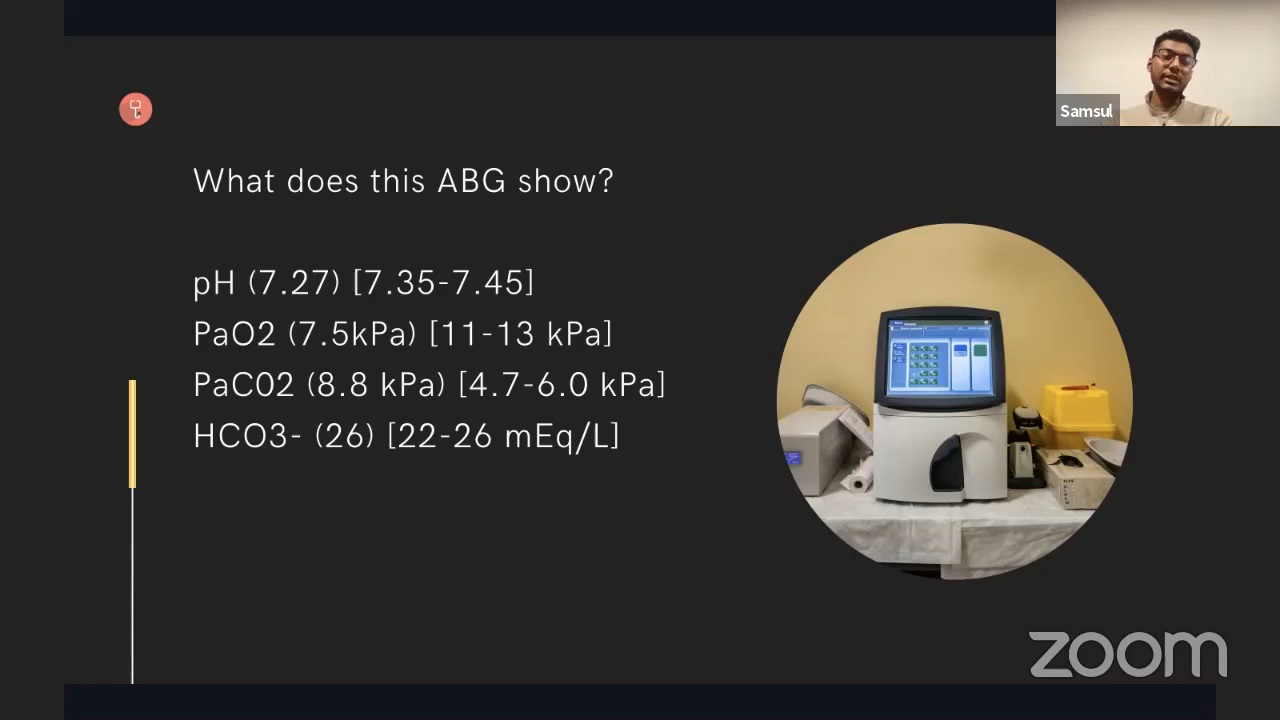 Samsul
What does this ABG show?
pH (7.27) [7.35-7.45]
PaO2 (7.5kPa) [11-13 kPa]
PaC02 (8.8 kPa) [4.7-6.0 kPa]
HCO3- (26) [22-26 mEq/L]
zoom